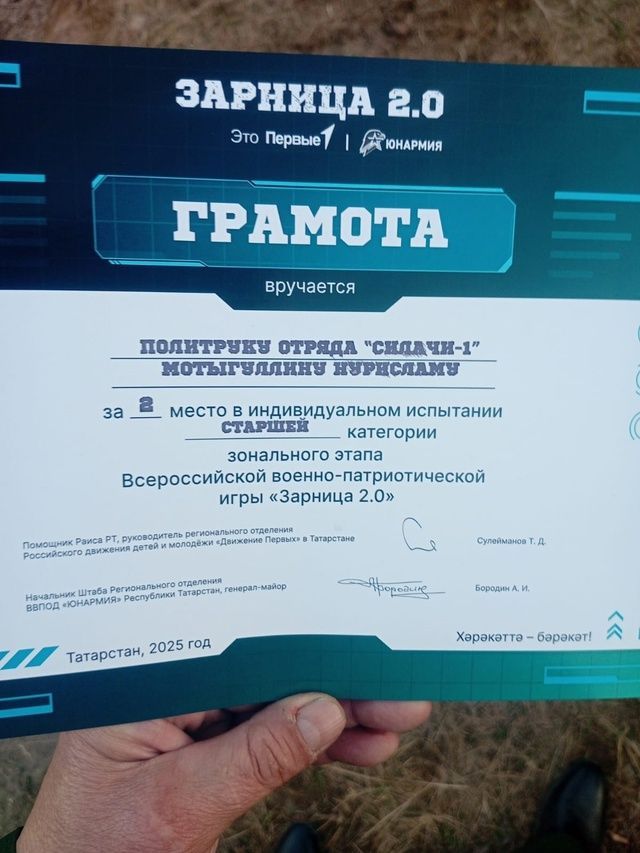 ЗАРНИЦА 2.0
Это Первые | ЮНАРМИЯ
ГРАМОТА
вручается
ПОЛИТРУКУ ОТРЯДА "СИЛАЧИ-1"
МОТЫГУЛЛИНУ НУРИСЛАМУ
за 2 место в индивидуальном испытании
СТАРШЕЙ категории
зонального этапа
Всероссийской военно-патриотической
игры «Зарница 2.0»
Помощник Раиса РТ, руководитель регионального отделения
Российского движения детей и молодёжи «Движение Первых» в Татарстане
Сулейманов Т. Д.
Начальник Штаба Регионального отделения
ВВПОД «ЮНАРМИЯ» Республики Татарстан, генерал-майор
Бородин А. И.
Татарстан, 2025 год
Хәрәкәттә – бәрәкәт!